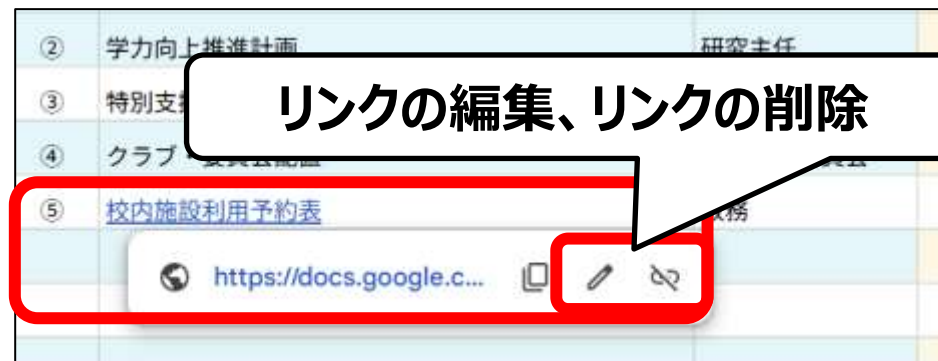 ② 学力向上推進計画 研究主任
リンクの編集、リンクの削除
③ 特別支
④ クラブ・
⑤ 校内施設利用予約表
https://docs.google.c...